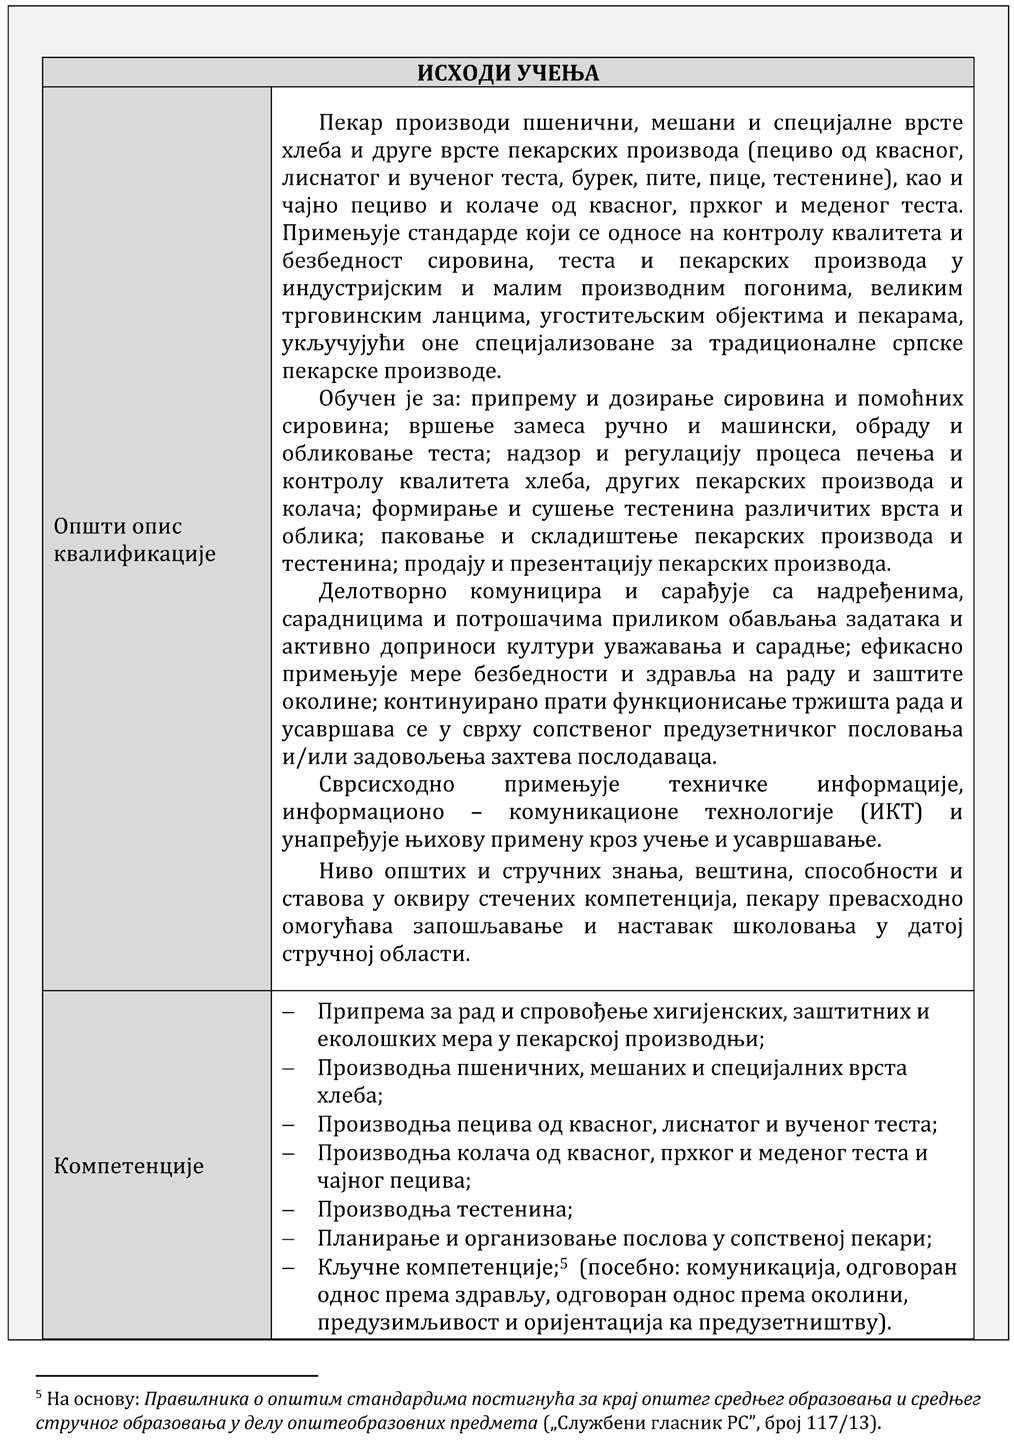 ИСХОДИ УЧЕЊА
Пекар производи пшенични, мешани и специјалне врсте
хлеба и друге врсте пекарских производа (пециво од квасног,
лиснатог и вученог теста, бурек, пите, пице, тестенине), као и
чајно пециво и колаче од квасног, прхког и меденог теста.
Примењује стандарде који се односе на контролу квалитета и
безбедност сировина, теста и пекарских производа у
индустријским и малим производним погонима, великим
трговинским ланцима, угоститељским објектима и пекарама,
укључујући оне специјализоване за традиционалне српске
пекарске производе.
Обучен је за: припрему и дозирање сировина и помоћних
сировина; вршење замеса ручно и машински, обраду и
обликовање теста; надзор и регулацију процеса печења и
контролу квалитета хлеба, других пекарских производа и
колача; формирање и сушење тестенина различитих врста и
облика; паковање и складиштење пекарских производа и
тестенина; продају и презентацију пекарских производа.
Општи опис
квалификације
Делотворно комуницира и сарађује са надређенима,
сарадницима и потрошачима приликом обављања задатака и
активно доприноси култури уважавања и сарадње; ефикасно
примењује мере безбедности и здравља на раду и заштите
околине; континуирано прати функционисање тржишта рада и
усавршава се у сврху сопственог предузетничког пословања
и/или задовољења захтева послодаваца.
Сврсисходно примењује техничке информације,
информационо – комуникационе технологије (ИКТ) и
унапређује њихову примену кроз учење и усавршавање.
Ниво општих и стручних знања, вештина, способности и
ставова у оквиру стечених компетенција, пекару превасходно
омогућава запошљавање и наставак школовања у датој
стручној области.
Компетенције
– Припрема за рад и спровођење хигијенских, заштитних и
еколошких мера у пекарској производњи;
– Производња пшеничних, мешаних и специјалних врста
хлеба;
– Производња пецива од квасног, лиснатог и вученог теста;
– Производња колача од квасног, прхког и меденог теста и
чајног пецива;
– Производња тестенина;
– Планирање и организовање послова у сопственој пекари;
– Кључне компетенције;⁵ (посебно: комуникација, одговоран
однос према здрављу, одговоран однос према околини,
предузимљивост и оријентација ка предузетништву).
⁵ На основу: Правилника о општим стандардима постигнућа за крај општег средњег образовања и средњег
стручног образовања у делу општеобразовних предмета („Службени гласник РС”, број 117/13).